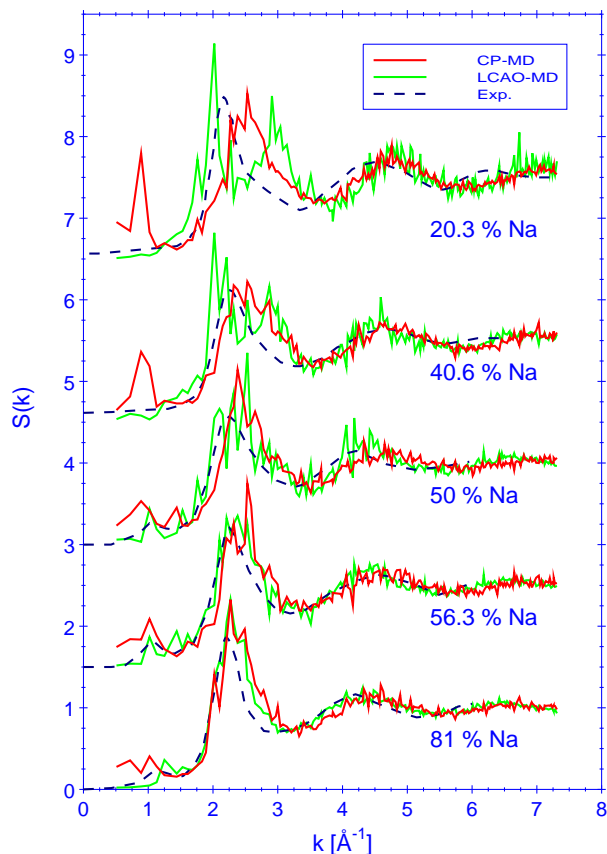 9
CP-MD
LCAO-MD
Exp.
8
7
20.3 % Na
6
5
40.6 % Na
S(k)
4
50 % Na
3
56.3 % Na
2
1
81 % Na
0
0 1 2 3 4 5 6 7 8
k [Å⁻¹]